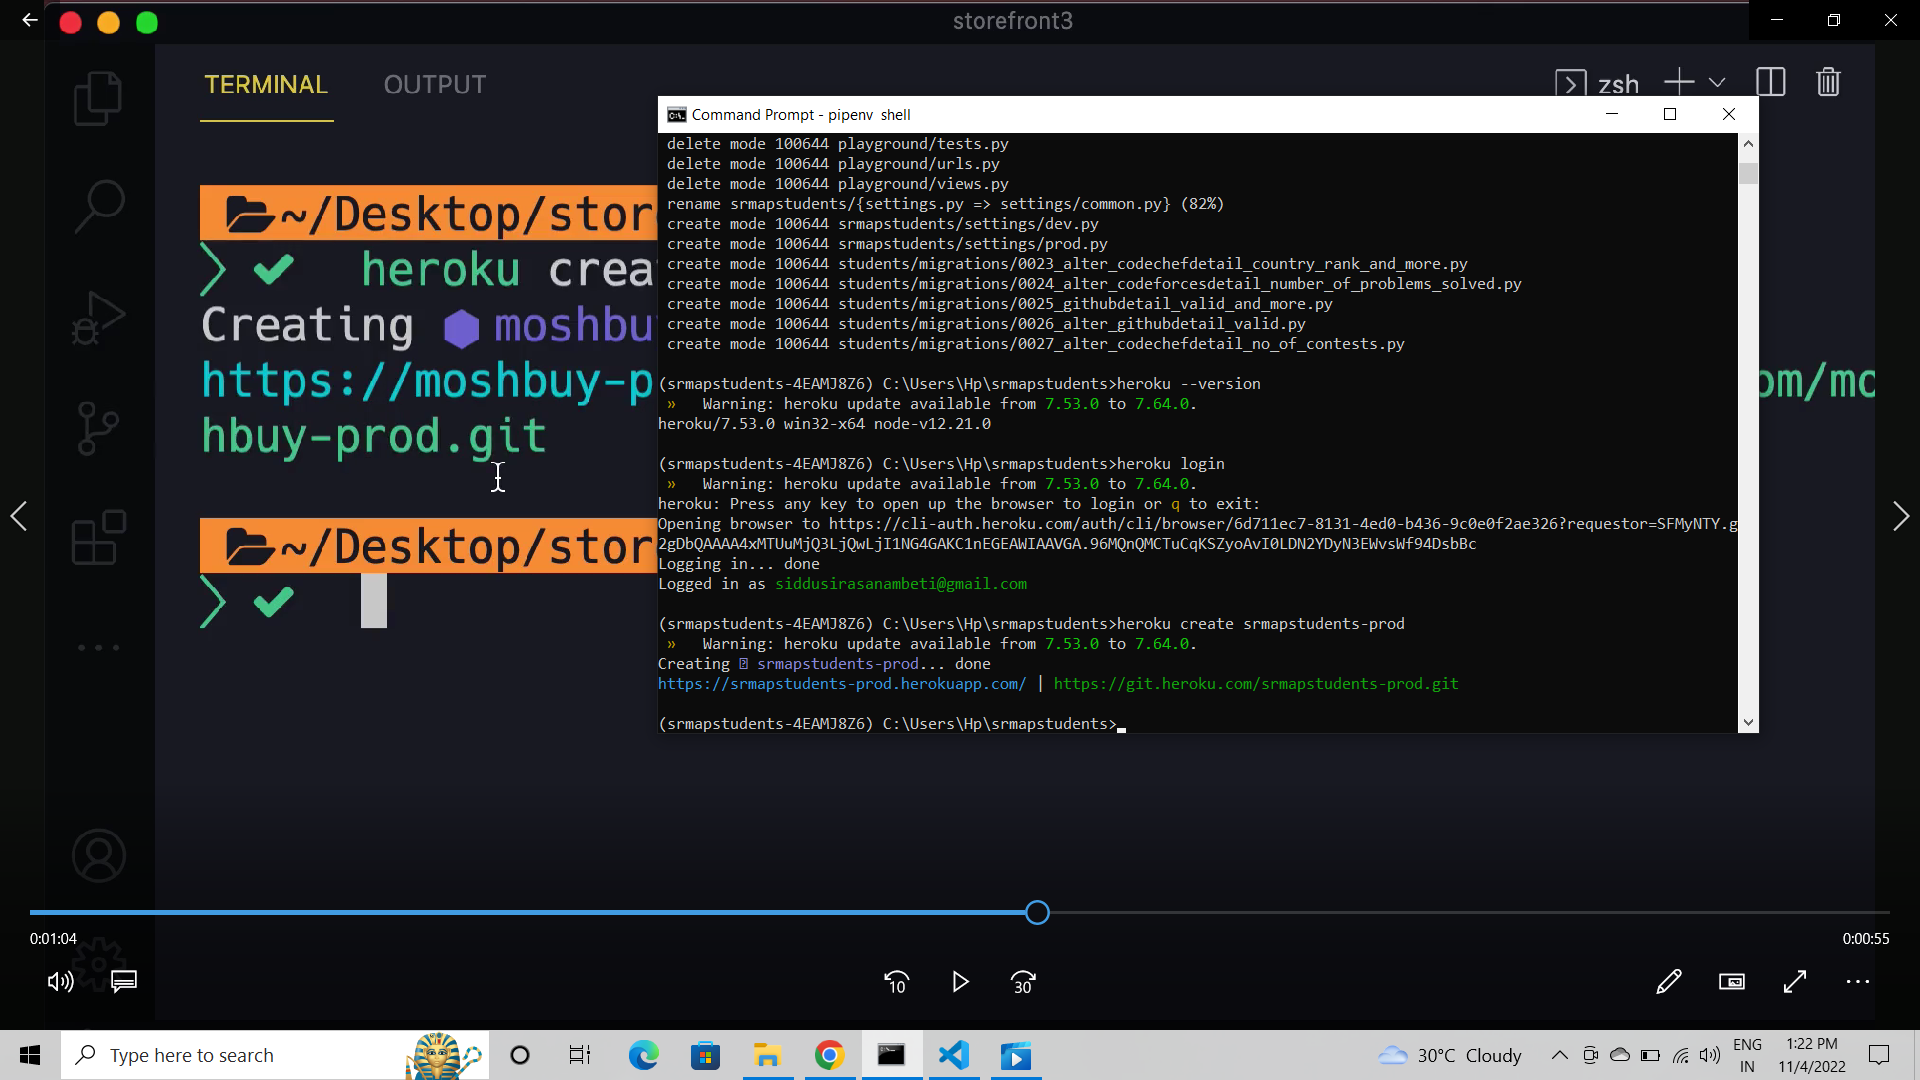 storefront3
TERMINAL OUTPUT
zsh
~/Desktop/stor
heroku crea
Creating moshbu
https://moshbuy-p
om/mo
hbuy-prod.git
~/Desktop/stor
Command Prompt - pipenv shell
delete mode 100644 playground/tests.py
delete mode 100644 playground/urls.py
delete mode 100644 playground/views.py
rename srmapstudents/{settings.py => settings/common.py} (82%)
create mode 100644 srmapstudents/settings/dev.py
create mode 100644 srmapstudents/settings/prod.py
create mode 100644 students/migrations/0023_alter_codechefdetail_country_rank_and_more.py
create mode 100644 students/migrations/0024_alter_codeforcesdetail_number_of_problems_solved.py
create mode 100644 students/migrations/0025_githubdetail_valid_and_more.py
create mode 100644 students/migrations/0026_alter_githubdetail_valid.py
create mode 100644 students/migrations/0027_alter_codechefdetail_no_of_contests.py
(srmapstudents-4EAMJ8Z6) C:\Users\Hp\srmapstudents>heroku --version
» Warning: heroku update available from 7.53.0 to 7.64.0.
heroku/7.53.0 win32-x64 node-v12.21.0
(srmapstudents-4EAMJ8Z6) C:\Users\Hp\srmapstudents>heroku login
» Warning: heroku update available from 7.53.0 to 7.64.0.
heroku: Press any key to open up the browser to login or q to exit:
Opening browser to https://cli-auth.heroku.com/auth/cli/browser/6d711ec7-8131-4ed0-b436-9c0e0f2ae326?requestor=SFMyNTY.g
2gDbQAAAA4xMTUuMjQ3LjQwLjI1NG4GAKC1nEGEAWIAAVGA.96MQnQMCTuCqKSZyoAvI0LDN2YDyN3EWvsWf94DsbBc
Logging in... done
Logged in as siddusirasanambeti@gmail.com
(srmapstudents-4EAMJ8Z6) C:\Users\Hp\srmapstudents>heroku create srmapstudents-prod
» Warning: heroku update available from 7.53.0 to 7.64.0.
Creating srmapstudents-prod... done
https://srmapstudents-prod.herokuapp.com/ | https://git.heroku.com/srmapstudents-prod.git
(srmapstudents-4EAMJ8Z6) C:\Users\Hp\srmapstudents>
0:01:04
0:00:55
10
30
Type here to search
30°C Cloudy
ENG
IN
1:22 PM
11/4/2022